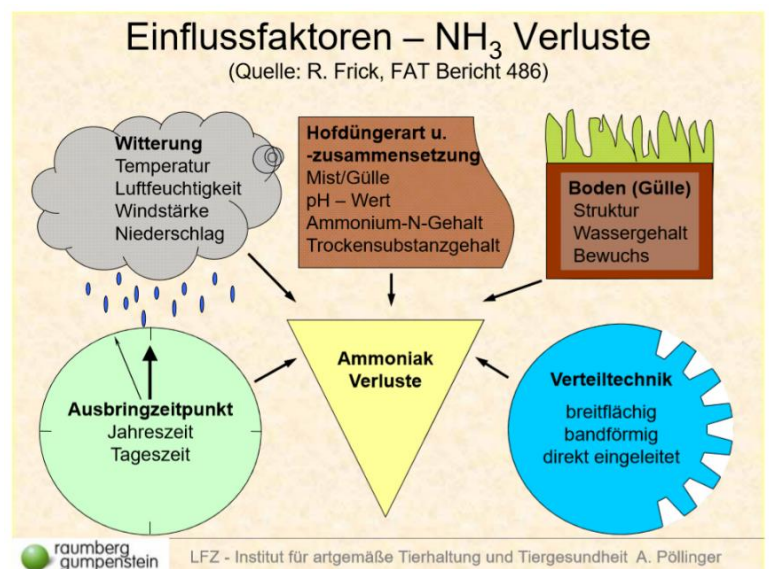 Einflussfaktoren – NH₃ Verluste
(Quelle: R. Frick, FAT Bericht 486)
Witterung
Temperatur
Luftfeuchtigkeit
Windstärke
Niederschlag
Hofdüngerart u.
-zusammensetzung
Mist/Gülle
pH – Wert
Ammonium-N-Gehalt
Trockensubstanzgehalt
Boden (Gülle)
Struktur
Wassergehalt
Bewuchs
Ausbringzeitpunkt
Jahreszeit
Tageszeit
Ammoniak
Verluste
Verteiltechnik
breitflächig
bandförmig
direkt eingeleitet
raumberg
gumpenstein
LFZ - Institut für artgemäße Tierhaltung und Tiergesundheit A. Pöllinger